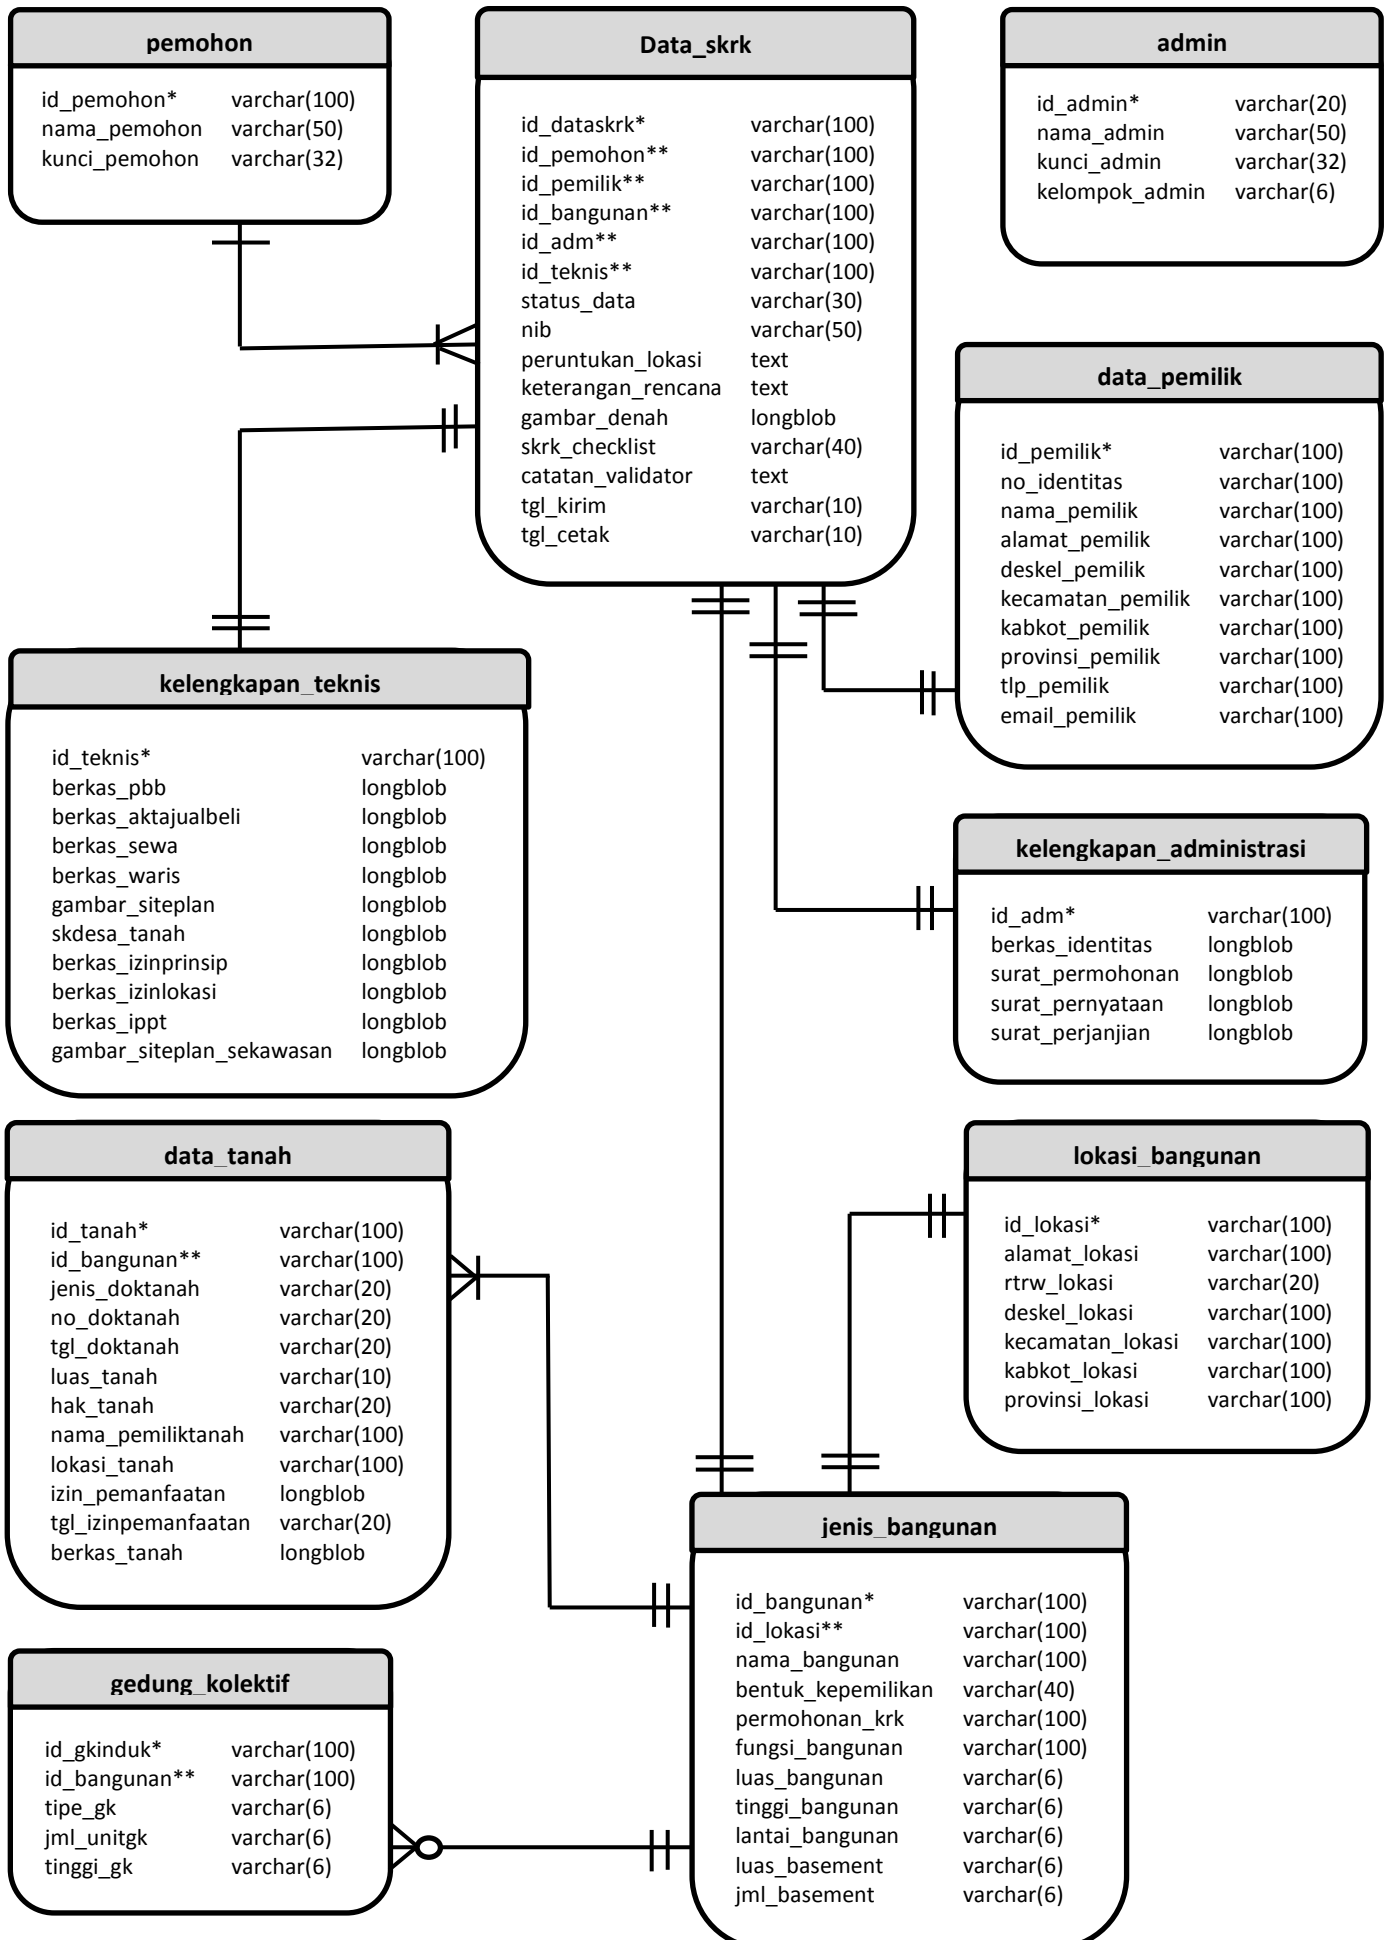 pemohon
id_pemohon* varchar(100)
nama_pemohon varchar(50)
kunci_pemohon varchar(32)
Data_skrk
id_dataskrk* varchar(100)
id_pemohon** varchar(100)
id_pemilik** varchar(100)
id_bangunan** varchar(100)
id_adm** varchar(100)
id_teknis** varchar(100)
status_data varchar(30)
nib varchar(50)
peruntukan_lokasi text
keterangan_rencana text
gambar_denah longblob
skrk_checklist varchar(40)
catatan_validator text
tgl_kirim varchar(10)
tgl_cetak varchar(10)
admin
id_admin* varchar(20)
nama_admin varchar(50)
kunci_admin varchar(32)
kelompok_admin varchar(6)
data_pemilik
id_pemilik* varchar(100)
no_identitas varchar(100)
nama_pemilik varchar(100)
alamat_pemilik varchar(100)
deskel_pemilik varchar(100)
kecamatan_pemilik varchar(100)
kabkot_pemilik varchar(100)
provinsi_pemilik varchar(100)
tlp_pemilik varchar(100)
email_pemilik varchar(100)
kelengkapan_teknis
id_teknis* varchar(100)
berkas_pbb longblob
berkas_aktajualbeli longblob
berkas_sewa longblob
berkas_waris longblob
gambar_siteplan longblob
skdesa_tanah longblob
berkas_izinprinsip longblob
berkas_izinlokasi longblob
berkas_ippt longblob
gambar_siteplan_sekawasan longblob
kelengkapan_administrasi
id_adm* varchar(100)
berkas_identitas longblob
surat_permohonan longblob
surat_pernyataan longblob
surat_perjanjian longblob
data_tanah
id_tanah* varchar(100)
id_bangunan** varchar(100)
jenis_doktanah varchar(20)
no_doktanah varchar(20)
tgl_doktanah varchar(20)
luas_tanah varchar(10)
hak_tanah varchar(20)
nama_pemiliktanah varchar(100)
lokasi_tanah varchar(100)
izin_pemanfaatan longblob
tgl_izinpemanfaatan varchar(20)
berkas_tanah longblob
lokasi_bangunan
id_lokasi* varchar(100)
alamat_lokasi varchar(100)
rtrw_lokasi varchar(20)
deskel_lokasi varchar(100)
kecamatan_lokasi varchar(100)
kabkot_lokasi varchar(100)
provinsi_lokasi varchar(100)
jenis_bangunan
id_bangunan* varchar(100)
id_lokasi** varchar(100)
nama_bangunan varchar(100)
bentuk_kepemilikan varchar(40)
permohonan_krk varchar(100)
fungsi_bangunan varchar(100)
luas_bangunan varchar(6)
tinggi_bangunan varchar(6)
lantai_bangunan varchar(6)
luas_basement varchar(6)
jml_basement varchar(6)
gedung_kolektif
id_gkinduk* varchar(100)
id_bangunan** varchar(100)
tipe_gk varchar(6)
jml_unitgk varchar(6)
tinggi_gk varchar(6)